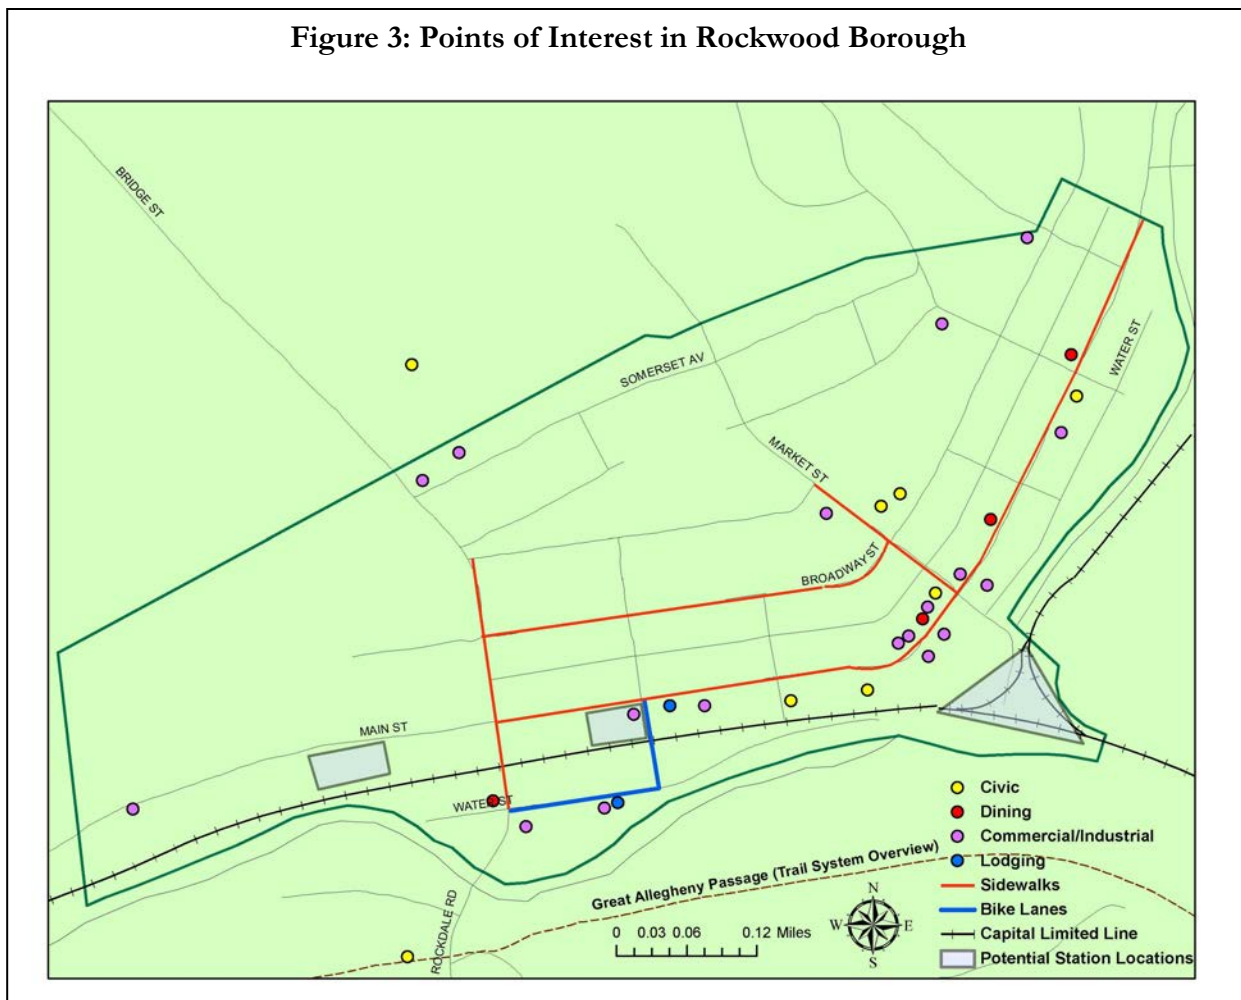 Figure 3: Points of Interest in Rockwood Borough
BRIDGE ST
SOMERSET AV
WATER ST
MARKET ST
BROADWAY ST
MAIN ST
WATER ST
ROCKDALE RD
Great Allegheny Passage (Trail System Overview)
0 0.03 0.06 0.12 Miles
N
W E
S
Civic
Dining
Commercial/Industrial
Lodging
Sidewalks
Bike Lanes
Capital Limited Line
Potential Station Locations